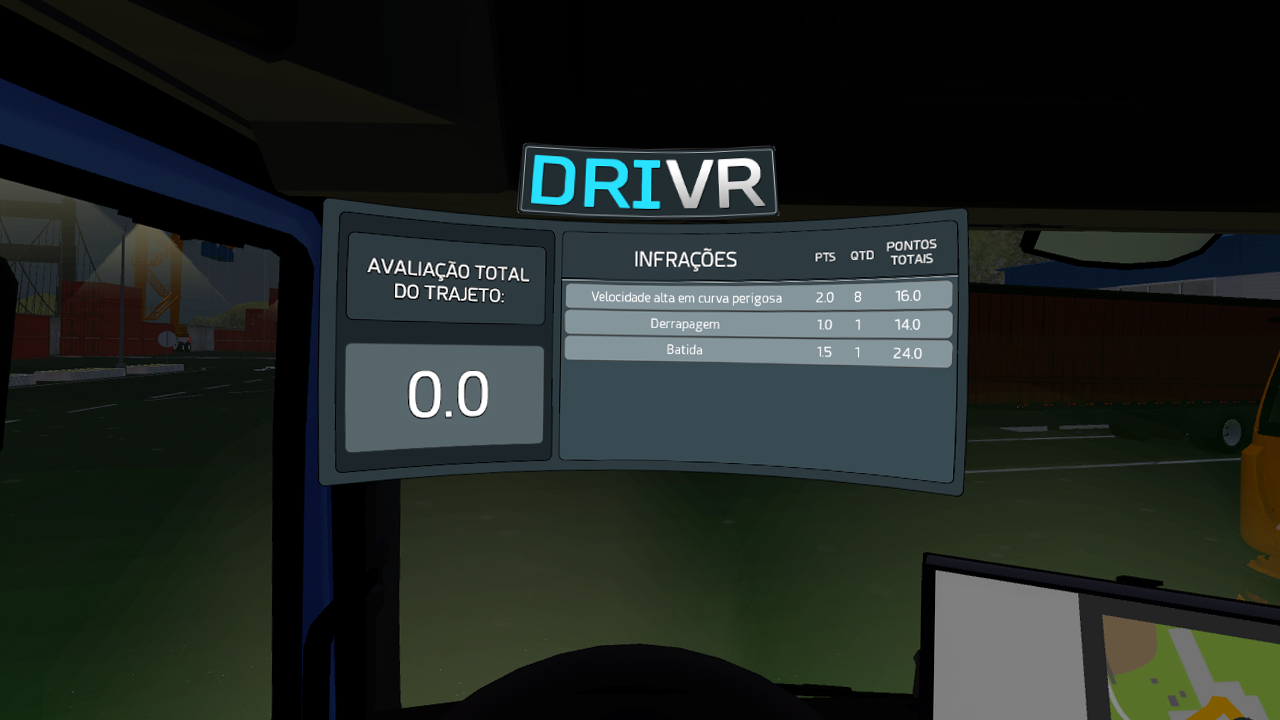 DRIVR
AVALIAÇÃO TOTAL
DO TRAJETO:
0.0
INFRAÇÕES PTS QTD PONTOS
TOTAIS
Velocidade alta em curva perigosa 2.0 8 16.0
Derrapagem 1.0 1 14.0
Batida 1.5 1 24.0